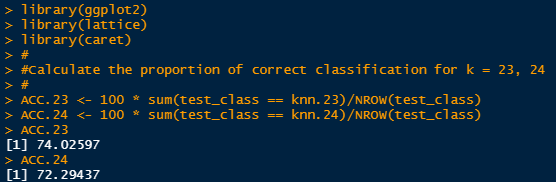 > library(ggplot2)
> library(lattice)
> library(caret)
> #
> #Calculate the proportion of correct classification for k = 23, 24
> #
> ACC.23 <- 100 * sum(test_class == knn.23)/NROW(test_class)
> ACC.24 <- 100 * sum(test_class == knn.24)/NROW(test_class)
> ACC.23
[1] 74.02597
> ACC.24
[1] 72.29437